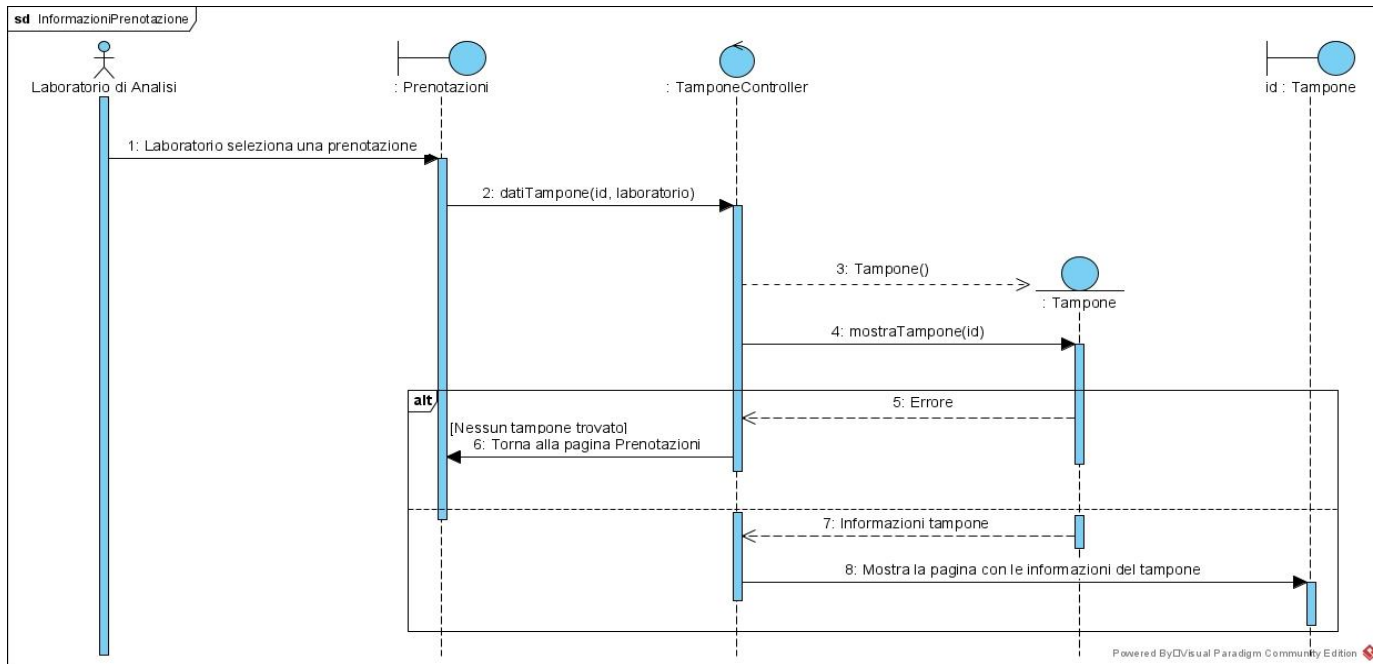 sd InformazioniPrenotazione
Laboratorio di Analisi
: Prenotazioni
: TamponeController
id : Tampone
1: Laboratorio seleziona una prenotazione
2: datiTampone(id, laboratorio)
3: Tampone()
: Tampone
4: mostraTampone(id)
alt
5: Errore
[Nessun tampone trovato]
6: Torna alla pagina Prenotazioni
7: Informazioni tampone
8: Mostra la pagina con le informazioni del tampone
Powered By□Visual Paradigm Community Edition